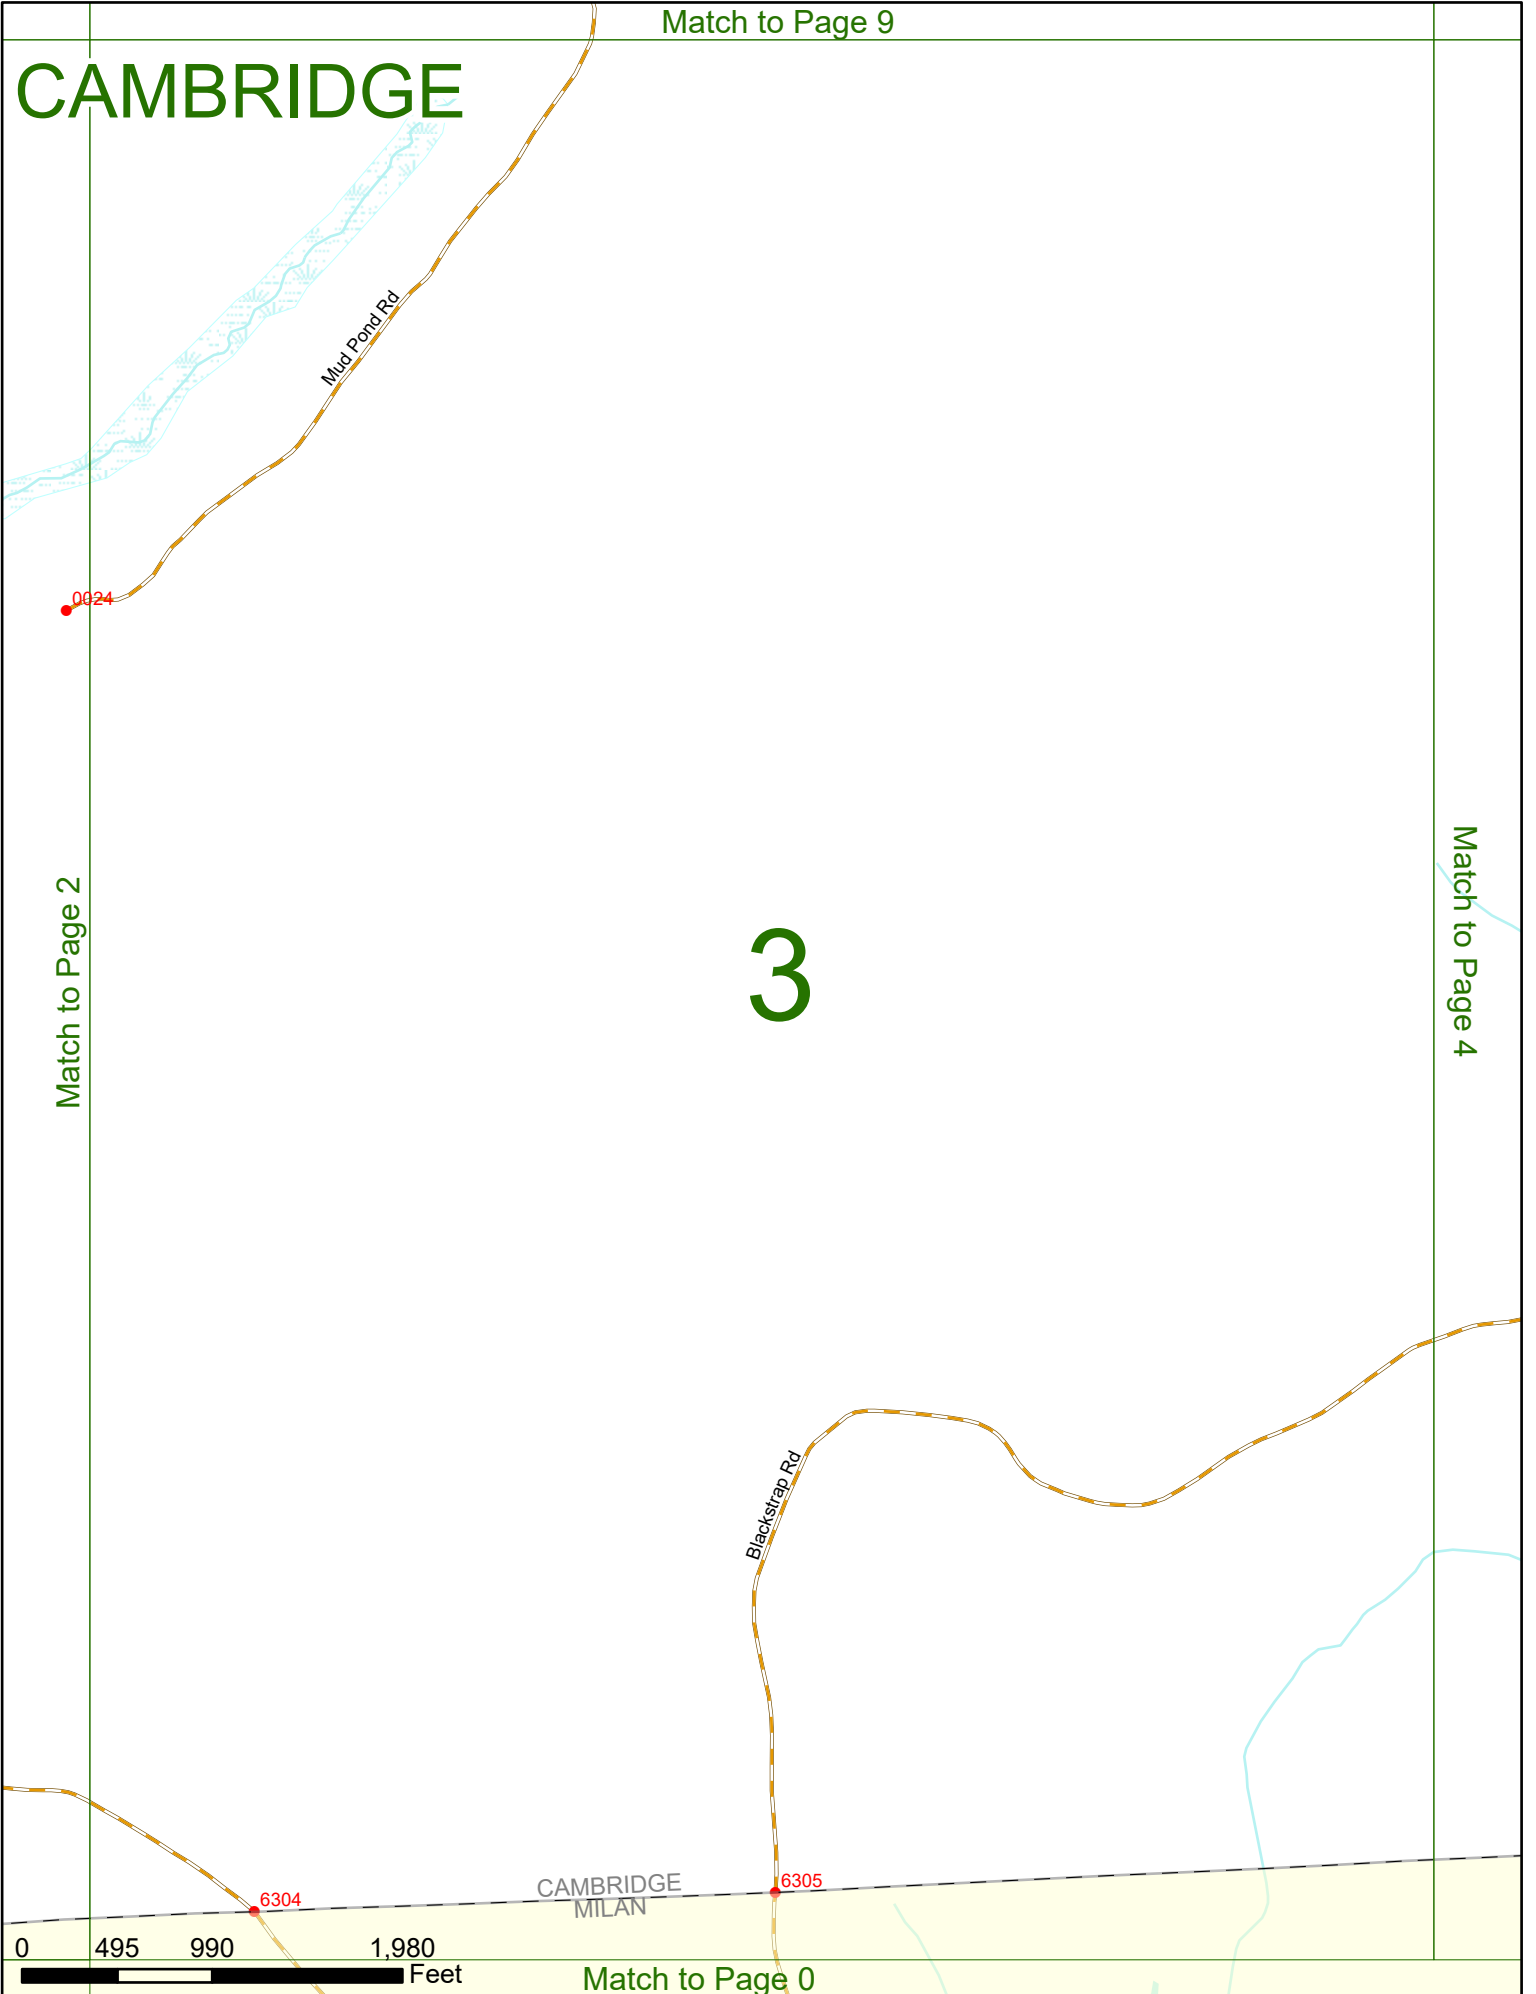 Match to Page 9
CAMBRIDGE
Mud Pond Rd
0024
Match to Page 2
3
Match to Page 4
Blackstrap Rd
6304
CAMBRIDGE
MILAN
6305
0 495 990 1,980
Feet
Match to Page 0